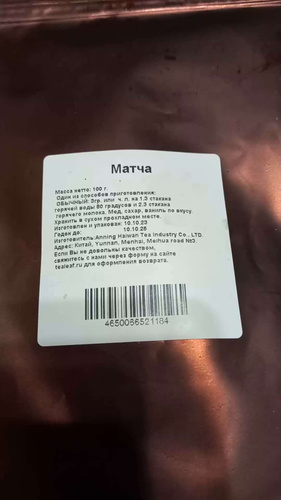 Матча
Масса нетто: 100 г.
Один из способов приготовления:
ОБЫЧНЫЙ: 3гр. или ч. л. на 1.3 стакана
горячей воды 80 градусов и 2.3 стакана
горячего молока. Мед, сахар, ваниль по вкусу.
Хранить в сухом прохладном месте.
Изготовлен и упакован: 10.10.23
Годен до: 10.10.25
Изготовитель:Anning Haiwan Tea Industry Co., LTD.
Адрес: Китай, Yunnan, Menhai, Meihua road №3.
Если Вы не довольны качеством,
свяжитесь с нами через форму на сайте
tealeaf.ru для оформления возврата.
4650066521184